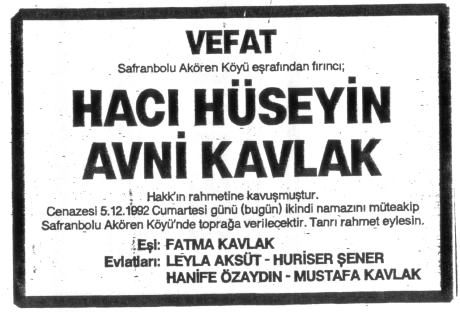 VEFAT
Safranbolu Akören Köyü eşrafından fırıncı;
HACI HÜSEYİN
AVNİ KAVLAK
Hakk'ın rahmetine kavuşmuştur.
Cenazesi 5.12.1992 Cumartesi günü (bugün) ikindi namazını müteakip
Safranbolu Akören Köyü'nde toprağa verilecektir. Tanrı rahmet eylesin.
Eşi: FATMA KAVLAK
Evlatları: LEYLA AKSÜT - HURİSER ŞENER
HANİFE ÖZAYDIN - MUSTAFA KAVLAK